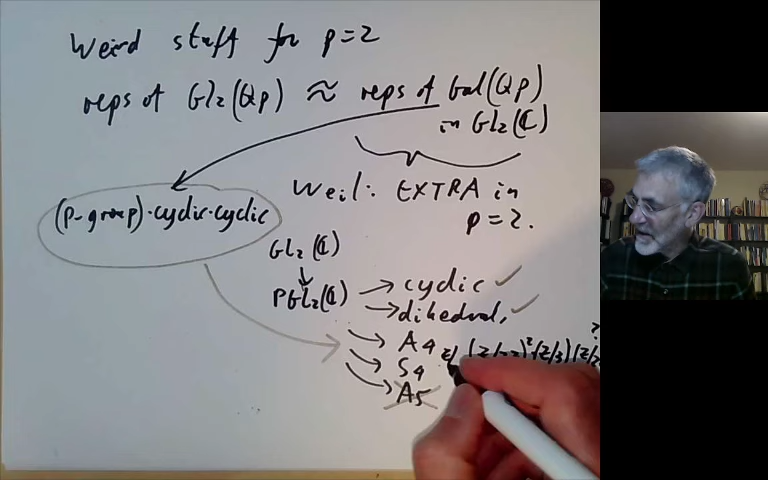 Weird stuff for p=2
reps of GL₂(Qp) ≈ reps of Gal(Qp)
in GL₂(ℂ)
Weil: EXTRA in
p=2.
(p-group)·cyclic·cyclic
GL₂(ℂ)
↓
PGL₂(ℂ) → cyclic ✓
→ dihedral, ✓
→ A4
→ S4
→ A5